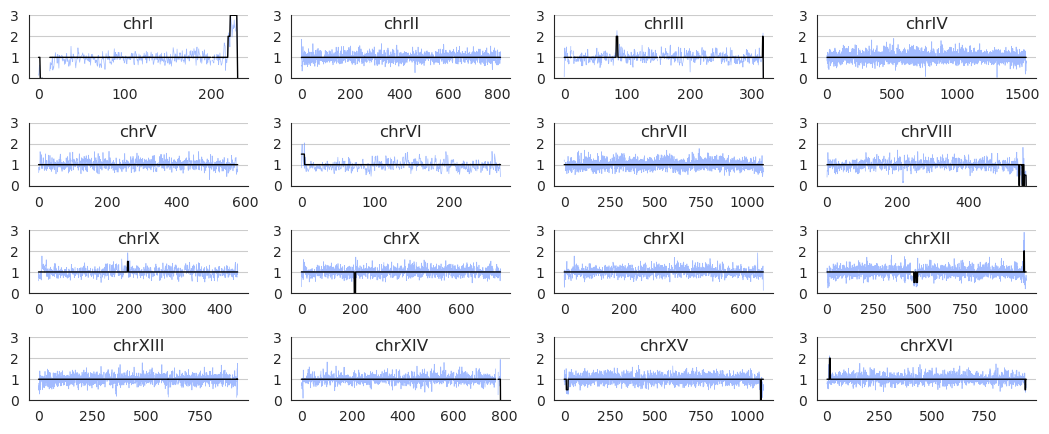 chrI chrII chrIII chrIV
3 3 3 3
2 2 2 2
1 1 1 1
0 0 0 0
0 100 200 0 200 400 600 800 0 100 200 300 0 500 1000 1500
chrV chrVI chrVII chrVIII
3 3 3 3
2 2 2 2
1 1 1 1
0 0 0 0
0 200 400 600 0 100 200 0 250 500 750 1000 0 200 400
chrIX chrX chrXI chrXII
3 3 3 3
2 2 2 2
1 1 1 1
0 0 0 0
0 100 200 300 400 0 200 400 600 0 200 400 600 0 250 500 750 1000
chrXIII chrXIV chrXV chrXVI
3 3 3 3
2 2 2 2
1 1 1 1
0 0 0 0
0 250 500 750 0 200 400 600 800 0 250 500 750 1000 0 250 500 750